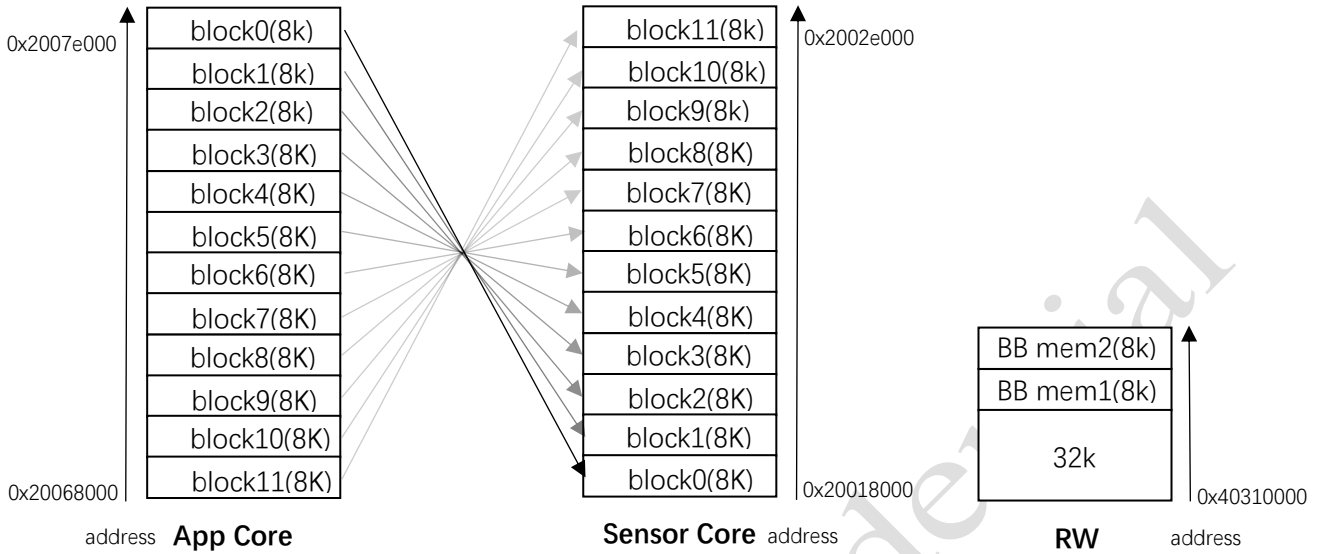 0x2007e000
block0(8k)
block1(8k)
block2(8k)
block3(8K)
block4(8K)
block5(8K)
block6(8K)
block7(8K)
block8(8K)
block9(8K)
block10(8K)
block11(8K)
0x20068000
address App Core
block11(8k)
block10(8k)
block9(8k)
block8(8K)
block7(8K)
block6(8K)
block5(8K)
block4(8K)
block3(8K)
block2(8K)
block1(8K)
block0(8K)
0x2002e000
0x20018000
Sensor Core address
BB mem2(8k)
BB mem1(8k)
32k
0x40310000
RW address